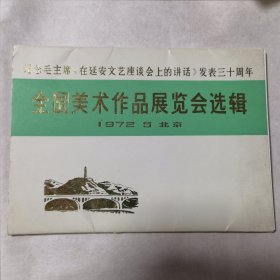 纪念毛主席《在延安文艺座谈会上的讲话》发表三十周年
全国美术作品展览会选辑
1972 5 北京